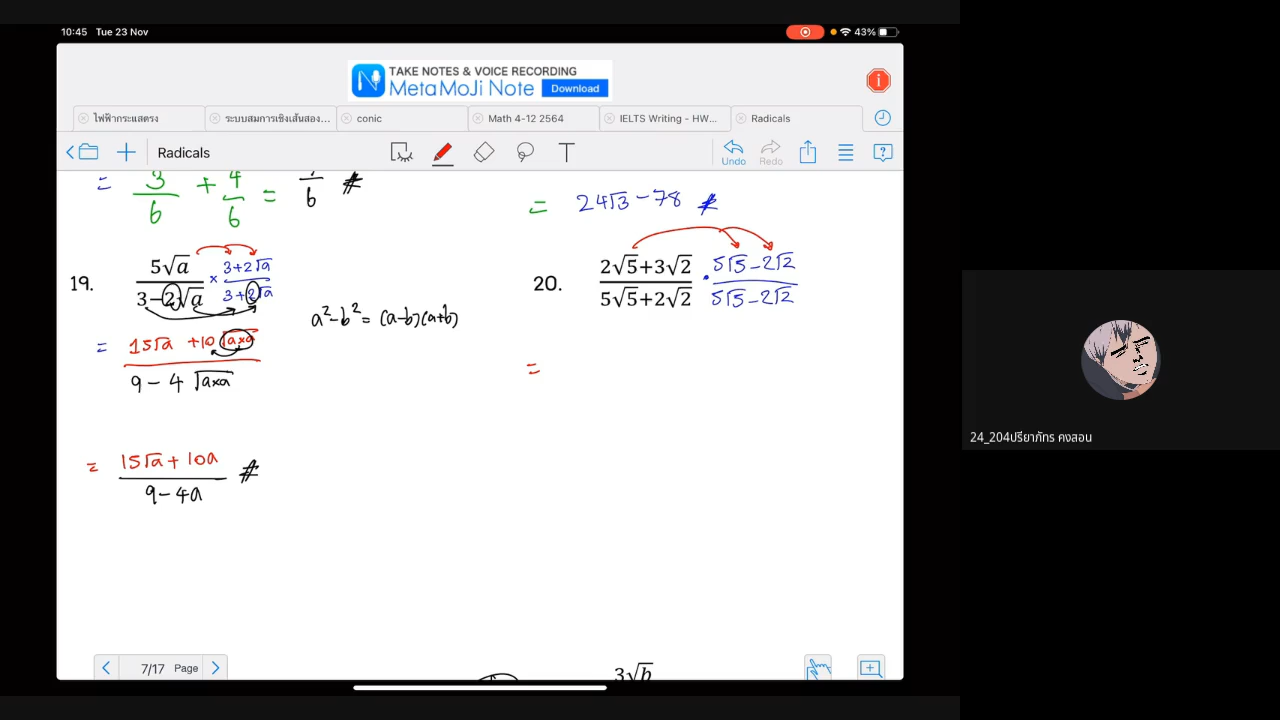 10:45 Tue 23 Nov
43%
TAKE NOTES & VOICE RECORDING
MetaMoJi Note Download
ไฟฟ้ากระแสตรง
ระบบสมการเชิงเส้นสอง...
conic
Math 4-12 2564
IELTS Writing - HW...
Radicals
Radicals
T
Undo
Redo
= 3/6 + 4/6 = 7/6 #
= 24√3 - 78 #
19. 5√a / 3-2√a × 3+2√a / 3+2√a
a²-b² = (a-b)(a+b)
= 15√a +10 √a×a / 9 - 4 √a×a
= 15√a + 10a / 9 - 4a #
20. 2√5+3√2 / 5√5+2√2 · 5√5-2√2 / 5√5-2√2
=
3√b
7/17 Page
24_204ปรียาภัทร คงสอน